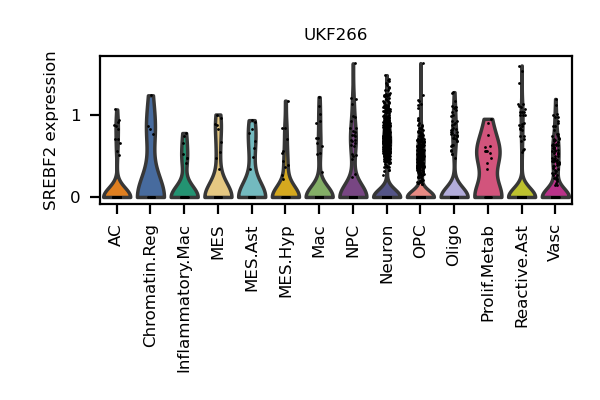 UKF266
SREBF2 expression
1
0
AC
Chromatin.Reg
Inflammatory.Mac
MES
MES.Ast
MES.Hyp
Mac
NPC
Neuron
OPC
Oligo
Prolif.Metab
Reactive.Ast
Vasc